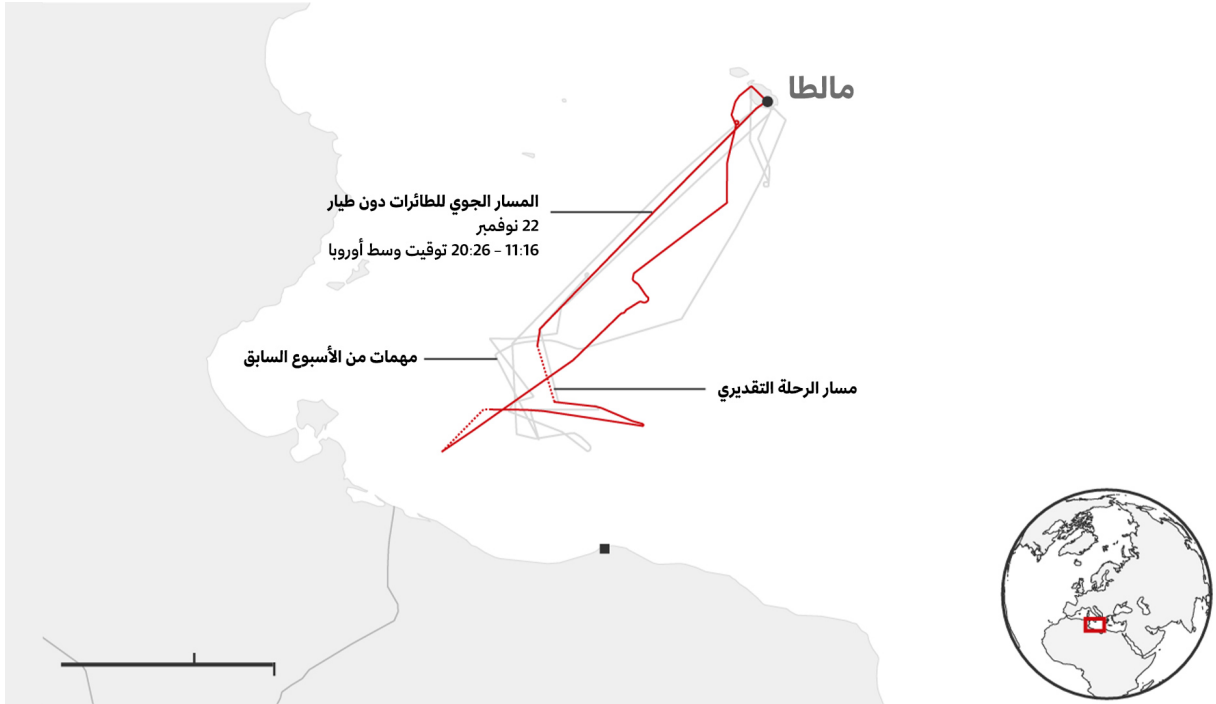 مالطا
المسار الجوي للطائرات دون طيار
22 نوفمبر
11:16 – 20:26 توقيت وسط أوروبا
مهمات من الأسبوع السابق
مسار الرحلة التقديري